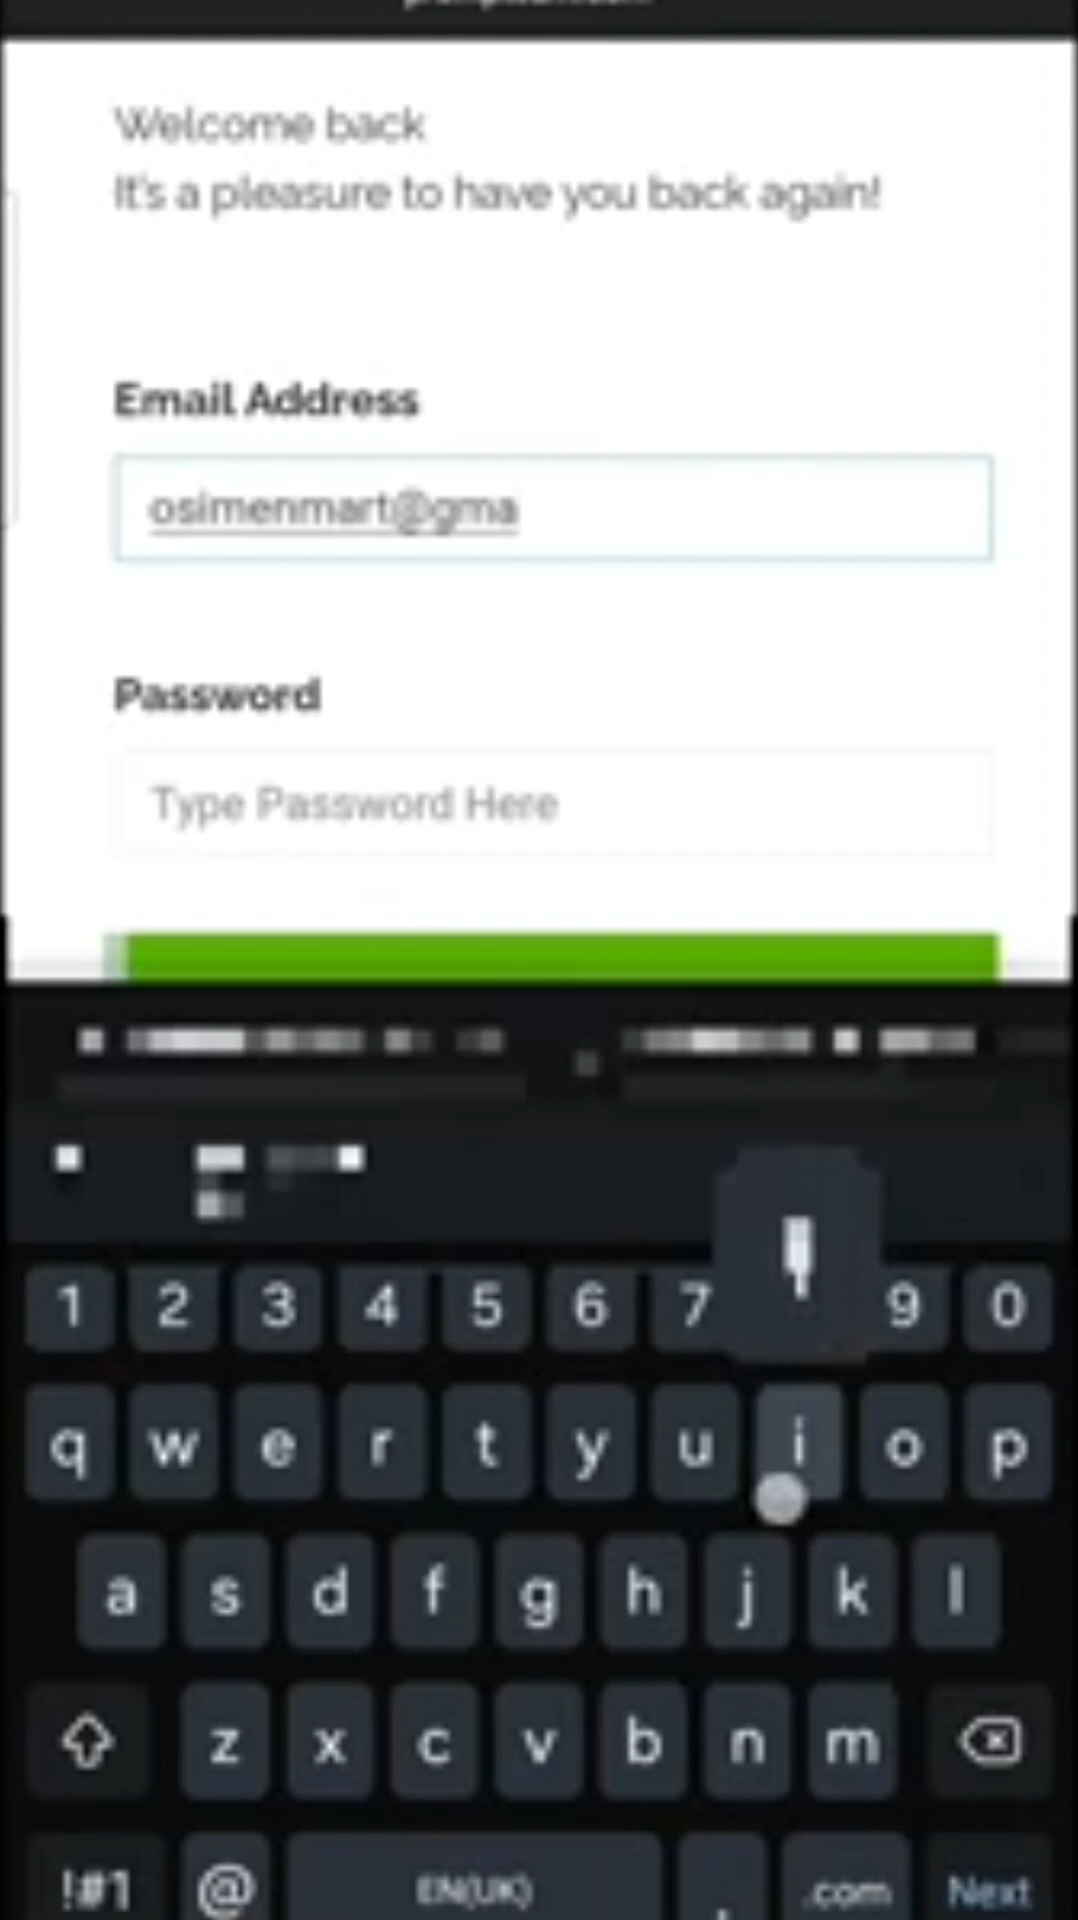 Welcome back
It's a pleasure to have you back again!
Email Address
osimenmart@gma
Password
Type Password Here
1 2 3 4 5 6 7 9 0
q w e r t y u i o p
a s d f g h j k l
z x c v b n m
!#1 @ EN(UK) . .com Next